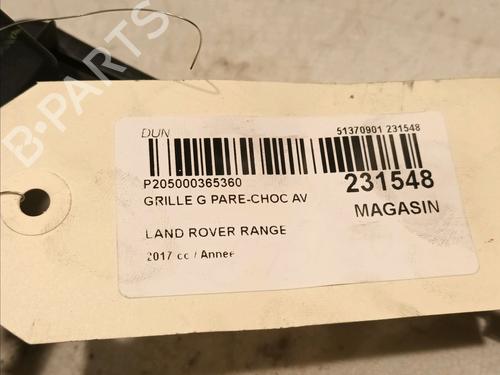 B-PARTS
DUN 51370901 231548
P205000365360 231548
GRILLE G PARE-CHOC AV
MAGASIN
LAND ROVER RANGE
2017 cc / Annee